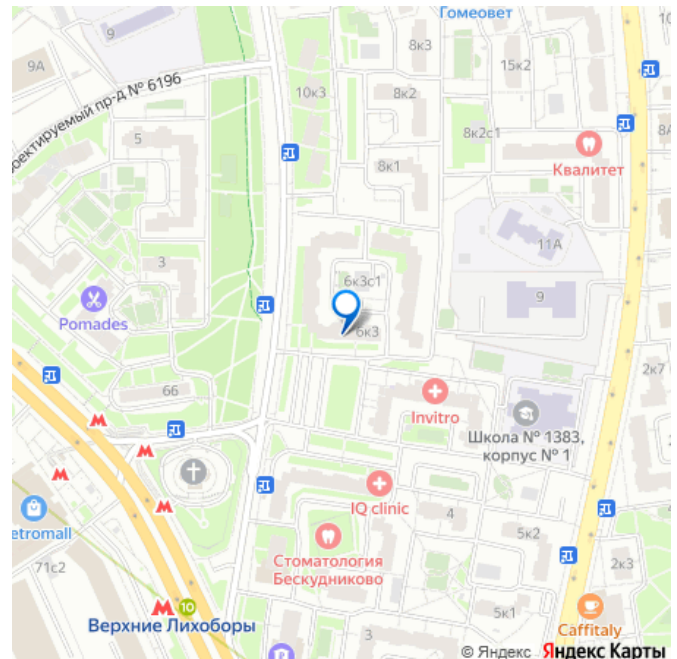 Гомеовет
9
9А
8к3
10
15к2
10к3
8к2
оектируемый пр-д № 6196
5
8к2с1
8А
8к1
Квалитет
11А
3
6к3с1
9
Pomades
6к3
66
2к7
Invitro
Школа № 1383,
корпус № 1
IQ clinic
etromall
4
5к2
71с2
Стоматология
Бескудниково
2к3
10
5к1
Верхние Лихоборы
3
Caffitaly
© Яндекс Яндекс Карты